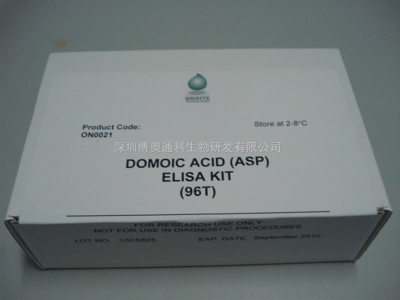 ONSITE
Product Code:
ON0021
Store at 2-8°C
深圳博奥通科生物研发有限公司
DOMOIC ACID (ASP)
ELISA KIT
(96T)
FOR RESEARCH USE ONLY
NOT FOR USE IN DIAGNOSTIC PROCEDURES
LOT NO. 10CS825 EXP. DATE September 2010